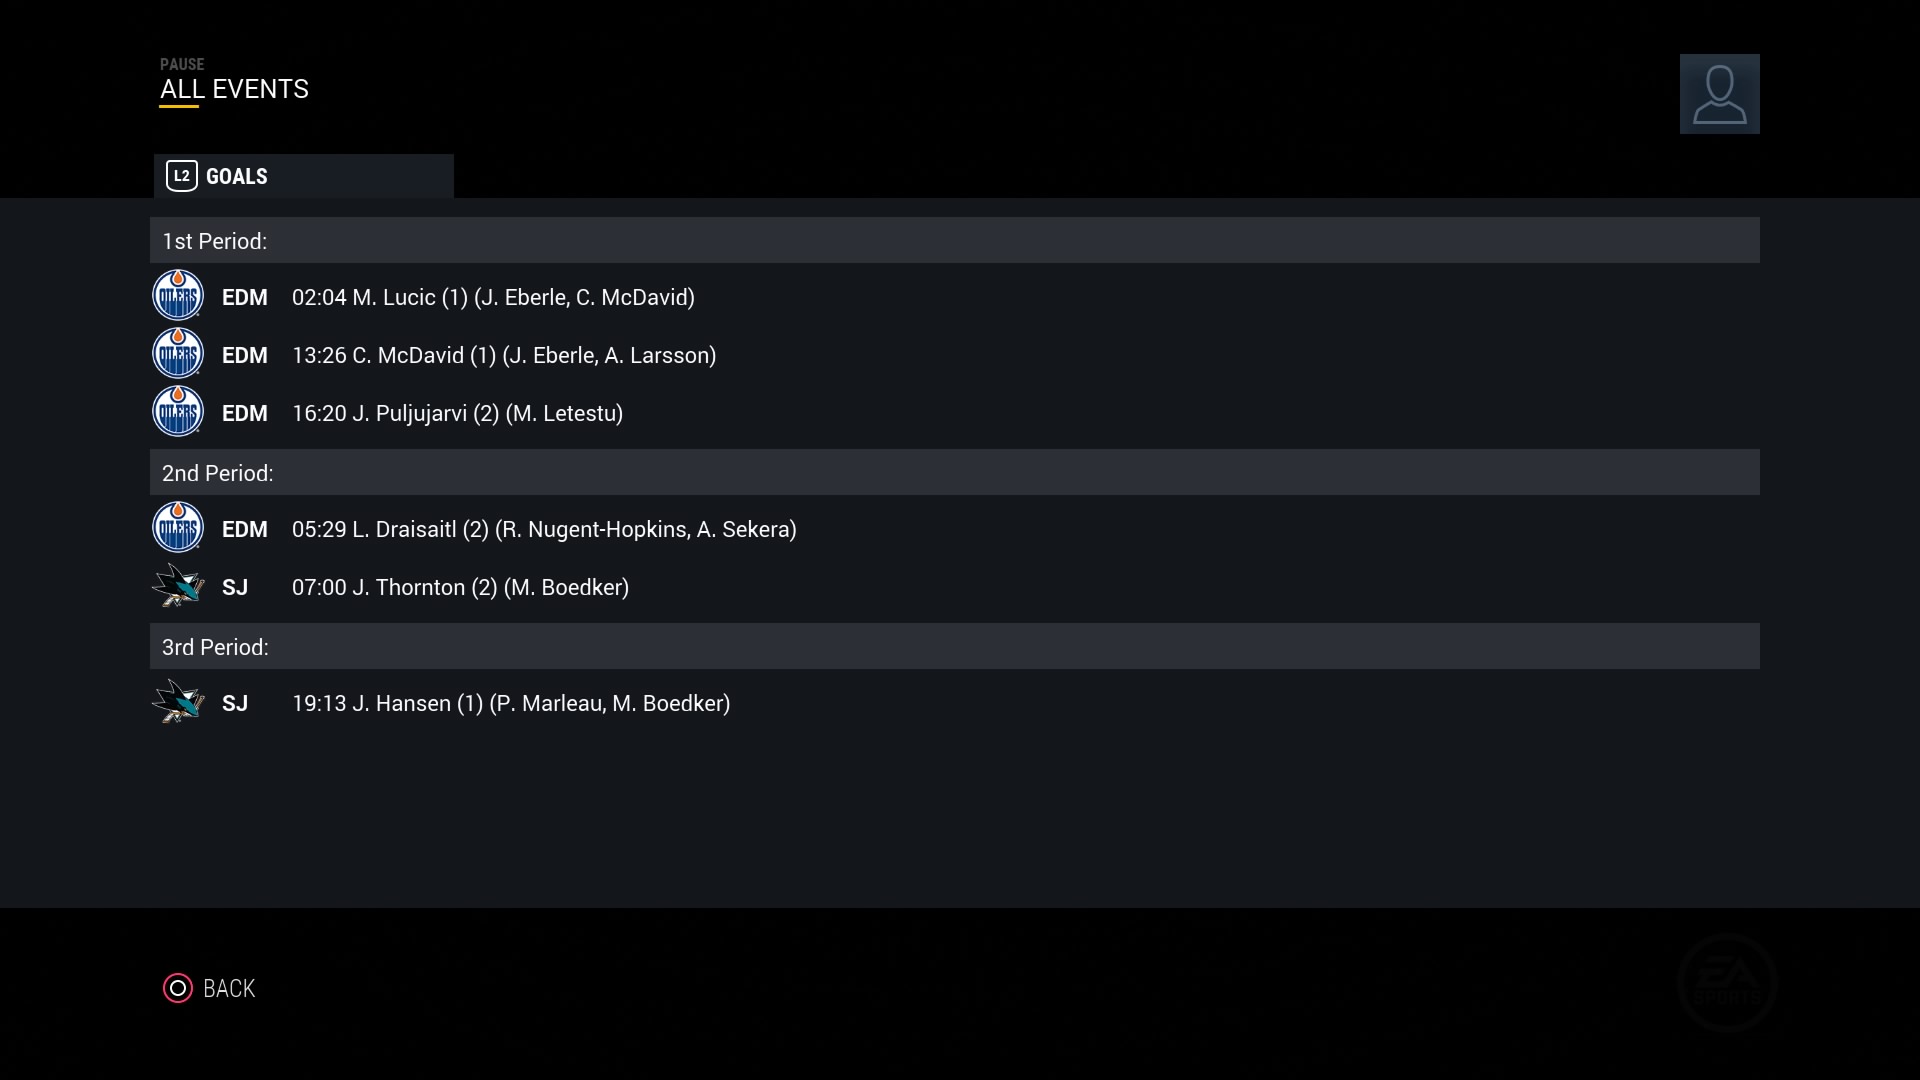 PAUSE
ALL EVENTS
L2 GOALS
1st Period:
OILERS EDM 02:04 M. Lucic (1) (J. Eberle, C. McDavid)
OILERS EDM 13:26 C. McDavid (1) (J. Eberle, A. Larsson)
OILERS EDM 16:20 J. Puljujarvi (2) (M. Letestu)
2nd Period:
OILERS EDM 05:29 L. Draisaitl (2) (R. Nugent-Hopkins, A. Sekera)
SJ 07:00 J. Thornton (2) (M. Boedker)
3rd Period:
SJ 19:13 J. Hansen (1) (P. Marleau, M. Boedker)
BACK
EA
SPORTS